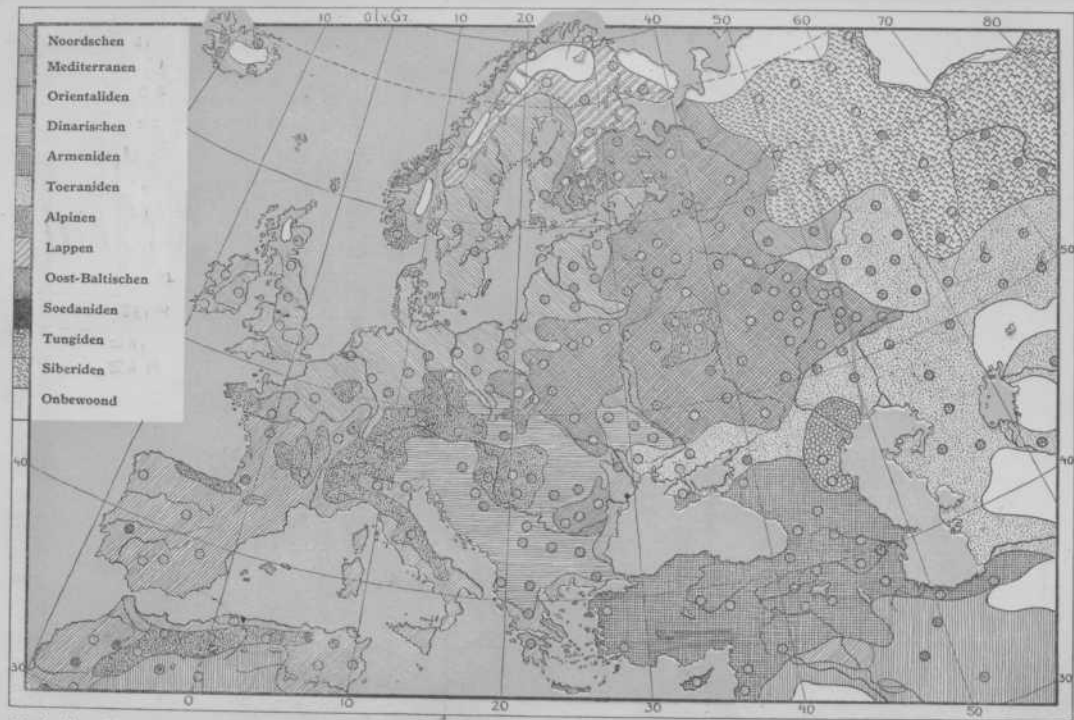 10 0 l v. Gr. 10 20 30 40 50 60 70 80
Noordschen
Mediterranen
Orientaliden
Dinarischen
Armeniden
Toeraniden
Alpinen
Lappen
Oost-Baltischen
Soedaniden
Tungiden
Siberiden
Onbewoond
50
40
40
30
30
0 10 20 30 40 50